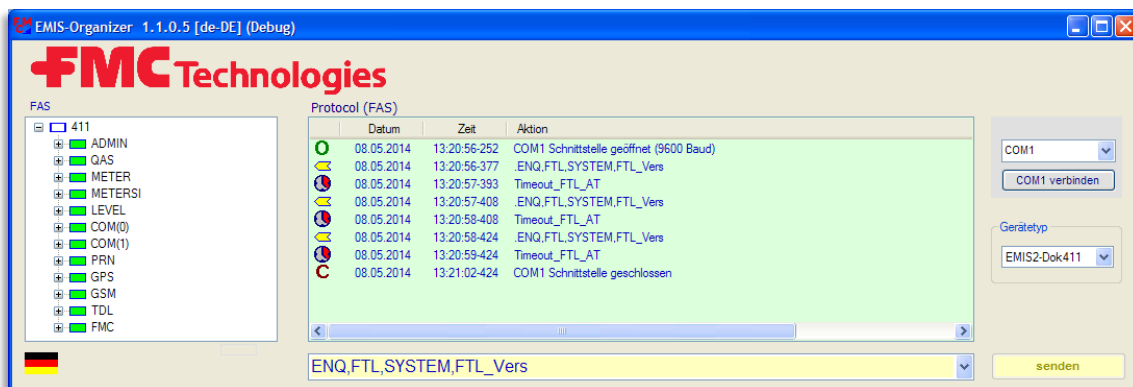 EMIS-Organizer 1.1.0.5 [de-DE] (Debug)
FMC Technologies
FAS
411
ADMIN
QAS
METER
METERSI
LEVEL
COM(0)
COM(1)
PRN
GPS
GSM
TDL
FMC
Protocol (FAS)
Datum Zeit Aktion
O 08.05.2014 13:20:56-252 COM1 Schnittstelle geöffnet (9600 Baud)
08.05.2014 13:20:56-377 .ENQ,FTL,SYSTEM,FTL_Vers
08.05.2014 13:20:57-393 Timeout_FTL_AT
08.05.2014 13:20:57-408 .ENQ,FTL,SYSTEM,FTL_Vers
08.05.2014 13:20:58-408 Timeout_FTL_AT
08.05.2014 13:20:58-424 .ENQ,FTL,SYSTEM,FTL_Vers
08.05.2014 13:20:59-424 Timeout_FTL_AT
C 08.05.2014 13:21:02-424 COM1 Schnittstelle geschlossen
COM1
COM1 verbinden
Gerätetyp
EMIS2-Dok411
ENQ,FTL,SYSTEM,FTL_Vers
senden